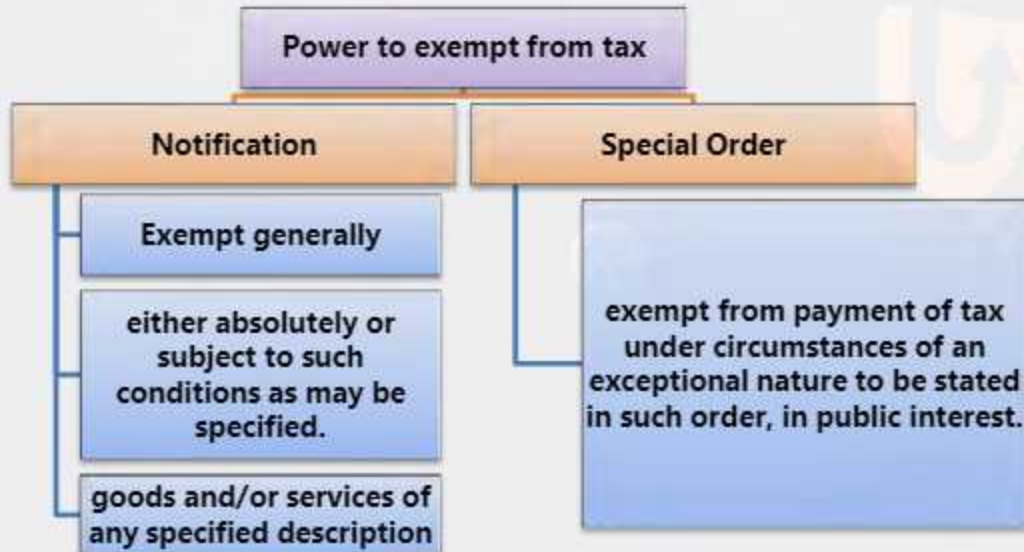 Power to exempt from tax
Notification
Special Order
Exempt generally
either absolutely or
subject to such
conditions as may be
specified.
goods and/or services of
any specified description
exempt from payment of tax
under circumstances of an
exceptional nature to be stated
in such order, in public interest.